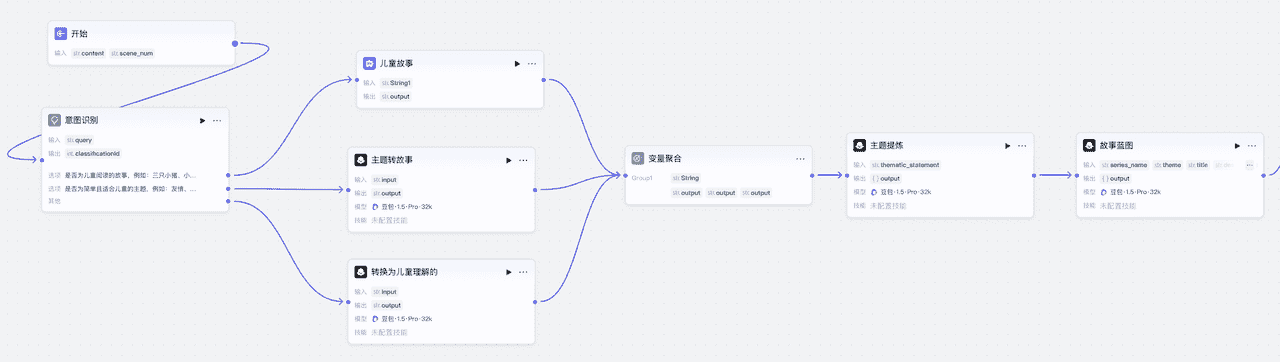 开始
输入 str. content str. scene_num
意图识别
输入 str. query
输出 int. classificationId
选项 是否为儿童阅读的故事，例如：三只小猪、小...
选项 是否为简单且适合儿童的主题，例如：友情、...
其他
儿童故事
输入 str. String1
输出 str. output
主题转故事
输入 str. input
输出 str. output
模型 豆包·1.5·Pro·32k
技能 未配置技能
转换为儿童理解的
输入 str. input
输出 str. output
模型 豆包·1.5·Pro·32k
技能 未配置技能
变量聚合
Group1 str. String
str. output str. output str. output
主题提炼
输入 str. thematic_statement
输出 { } output
模型 豆包·1.5·Pro·32k
技能 未配置技能
故事蓝图
输入 str. series_name str. theme str. title
输出 { } output
模型 豆包·1.5·Pro·32k
技能 未配置技能